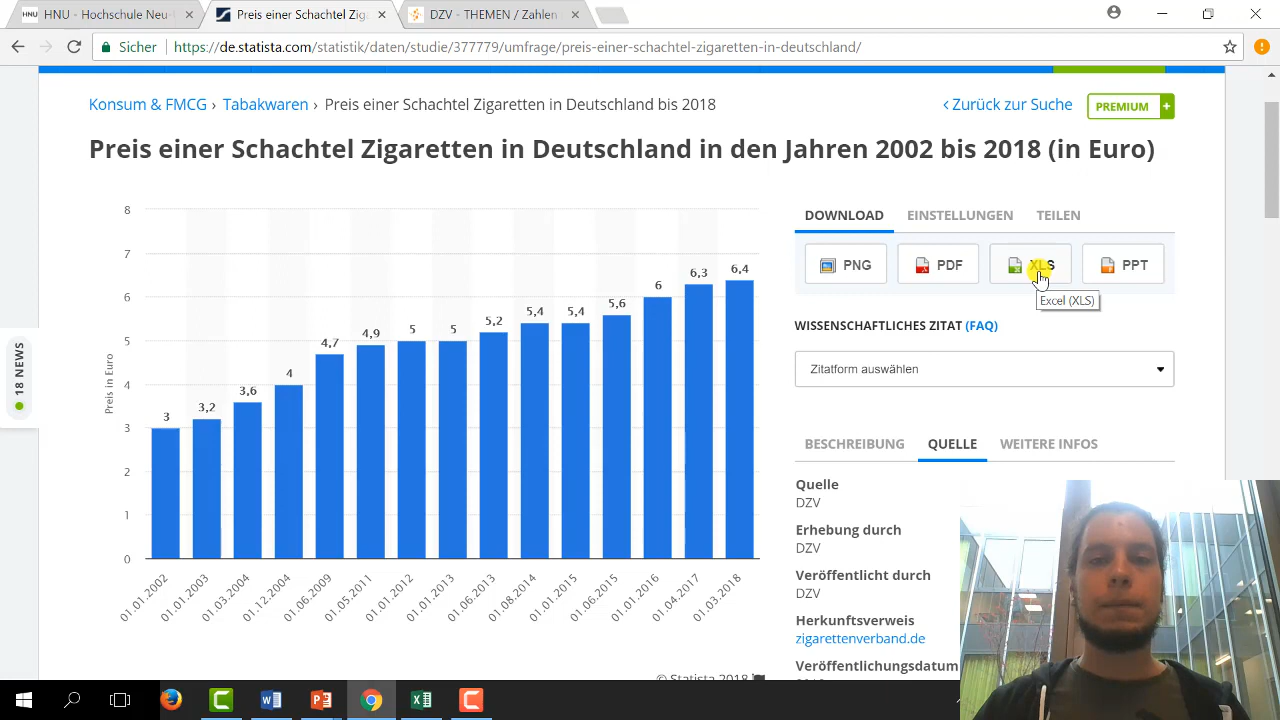 HNU - Hochschule Neu-U
Preis einer Schachtel Ziga
DZV - THEMEN / Zahlen
Sicher https://de.statista.com/statistik/daten/studie/377779/umfrage/preis-einer-schachtel-zigaretten-in-deutschland/
Konsum & FMCG › Tabakwaren › Preis einer Schachtel Zigaretten in Deutschland bis 2018
‹ Zurück zur Suche
PREMIUM +
Preis einer Schachtel Zigaretten in Deutschland in den Jahren 2002 bis 2018 (in Euro)
Preis in Euro
8
7
6
5
4
3
2
1
0
3
3,2
3,6
4
4,7
4,9
5
5
5,2
5,4
5,4
5,6
6
6,3
6,4
01.01.2002
01.01.2003
01.03.2004
01.12.2004
01.06.2009
01.05.2011
01.01.2012
01.01.2013
01.06.2013
01.08.2014
01.01.2015
01.06.2015
01.01.2016
01.04.2017
01.03.2018
© Statista 2018
DOWNLOAD EINSTELLUNGEN TEILEN
PNG PDF XLS PPT
Excel (XLS)
WISSENSCHAFTLICHES ZITAT (FAQ)
Zitatform auswählen
BESCHREIBUNG QUELLE WEITERE INFOS
Quelle
DZV
Erhebung durch
DZV
Veröffentlicht durch
DZV
Herkunftsverweis
zigarettenverband.de
Veröffentlichungsdatum
18 NEWS
HNU